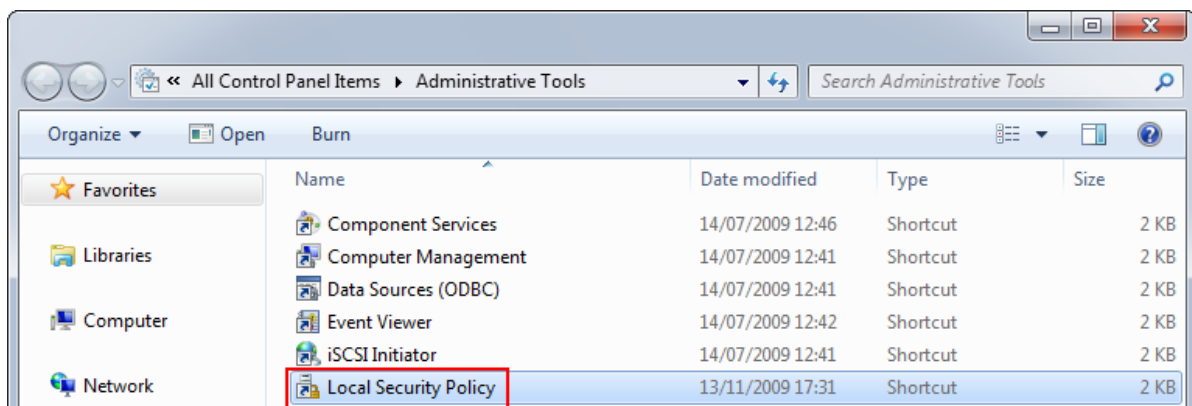 « All Control Panel Items ▸ Administrative Tools Search Administrative Tools
Organize Open Burn
Favorites
Libraries
Computer
Network
Name Date modified Type Size
Component Services 14/07/2009 12:46 Shortcut 2 KB
Computer Management 14/07/2009 12:41 Shortcut 2 KB
Data Sources (ODBC) 14/07/2009 12:41 Shortcut 2 KB
Event Viewer 14/07/2009 12:42 Shortcut 2 KB
iSCSI Initiator 14/07/2009 12:41 Shortcut 2 KB
Local Security Policy 13/11/2009 17:31 Shortcut 2 KB